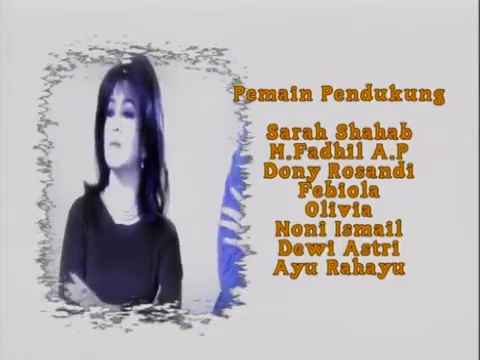 Pemain Pendukung
Sarah Shahab
M.Fadhil A.P
Dony Rosandi
Febiola
Olivia
Noni Ismail
Dewi Astri
Ayu Rahayu